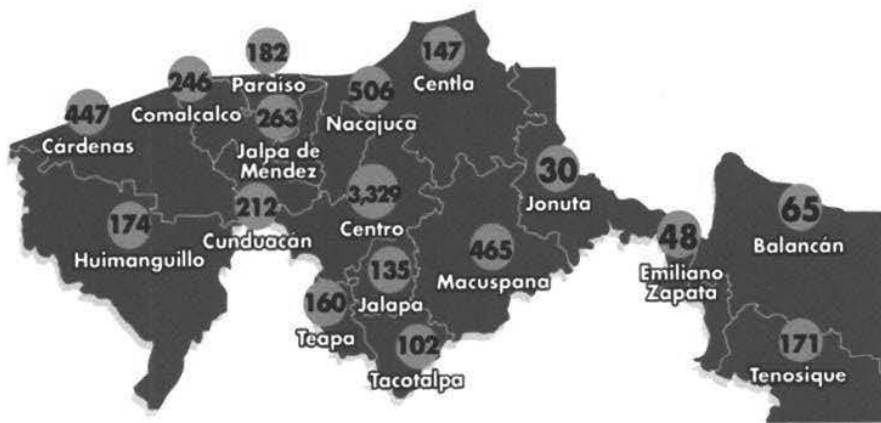 182
Paraíso
147
Centla
246
Comalcalco
506
Nacajuca
447
Cárdenas
263
Jalpa de
Méndez
30
Jonuta
3,329
Centro
174
Huimanguillo
212
Cunduacán
65
Balancán
465
Macuspana
48
Emiliano
Zapata
135
Jalapa
160
Teapa
102
Tacotalpa
171
Tenosique